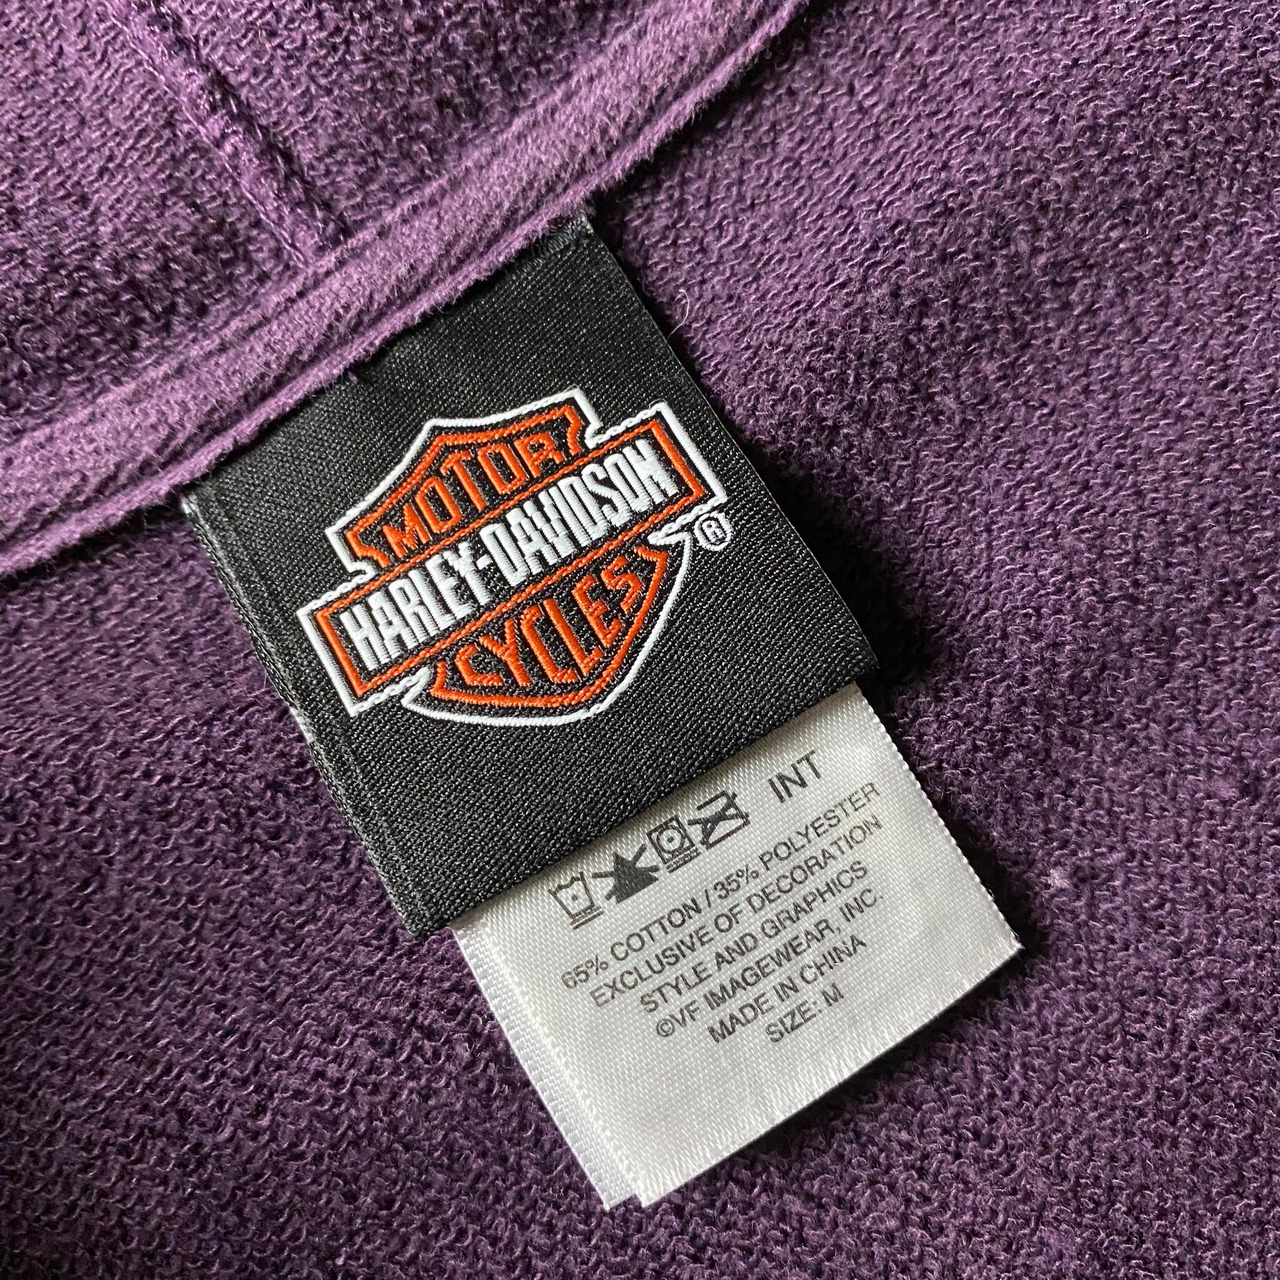 MOTOR
HARLEY-DAVIDSON
®
CYCLES
INT
65% COTTON / 35% POLYESTER
EXCLUSIVE OF DECORATION
STYLE AND GRAPHICS
©VF IMAGEWEAR, INC.
MADE IN CHINA
SIZE: M